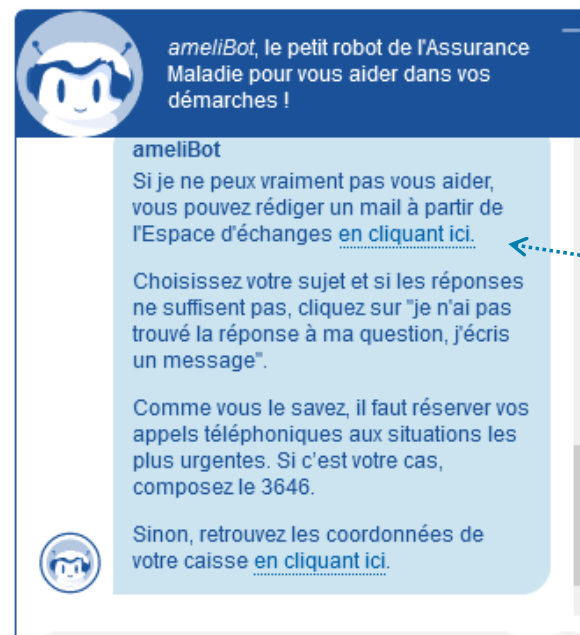 ameliBot, le petit robot de l'Assurance
Maladie pour vous aider dans vos
démarches !
ameliBot
Si je ne peux vraiment pas vous aider,
vous pouvez rédiger un mail à partir de
l'Espace d'échanges en cliquant ici.
Choisissez votre sujet et si les réponses
ne suffisent pas, cliquez sur "je n'ai pas
trouvé la réponse à ma question, j'écris
un message".
Comme vous le savez, il faut réserver vos
appels téléphoniques aux situations les
plus urgentes. Si c'est votre cas,
composez le 3646.
Sinon, retrouvez les coordonnées de
votre caisse en cliquant ici.